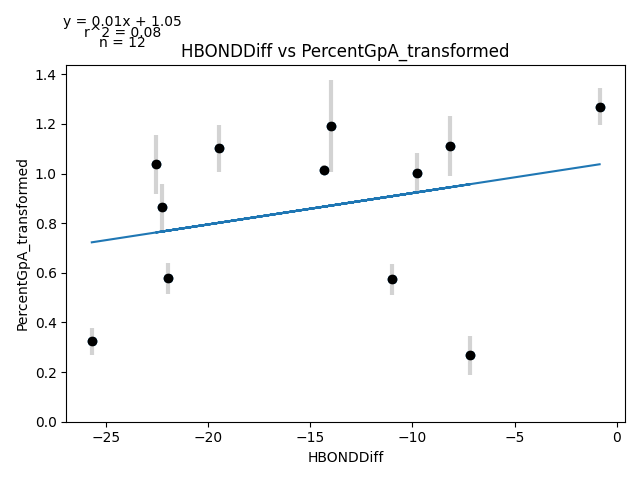 y = 0.01x + 1.05
r^2 = 0.08
n = 12
HBONDDiff vs PercentGpA_transformed
1.4
1.2
1.0
0.8
0.6
0.4
0.2
0.0
PercentGpA_transformed
−25 −20 −15 −10 −5 0
HBONDDiff